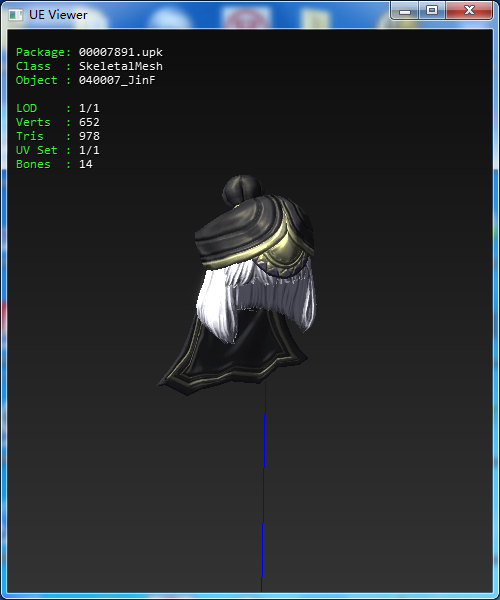 UE Viewer
Package: 00007891.upk
Class  : SkeletalMesh
Object : 040007_JinF
LOD    : 1/1
Verts  : 652
Tris   : 978
UV Set : 1/1
Bones  : 14